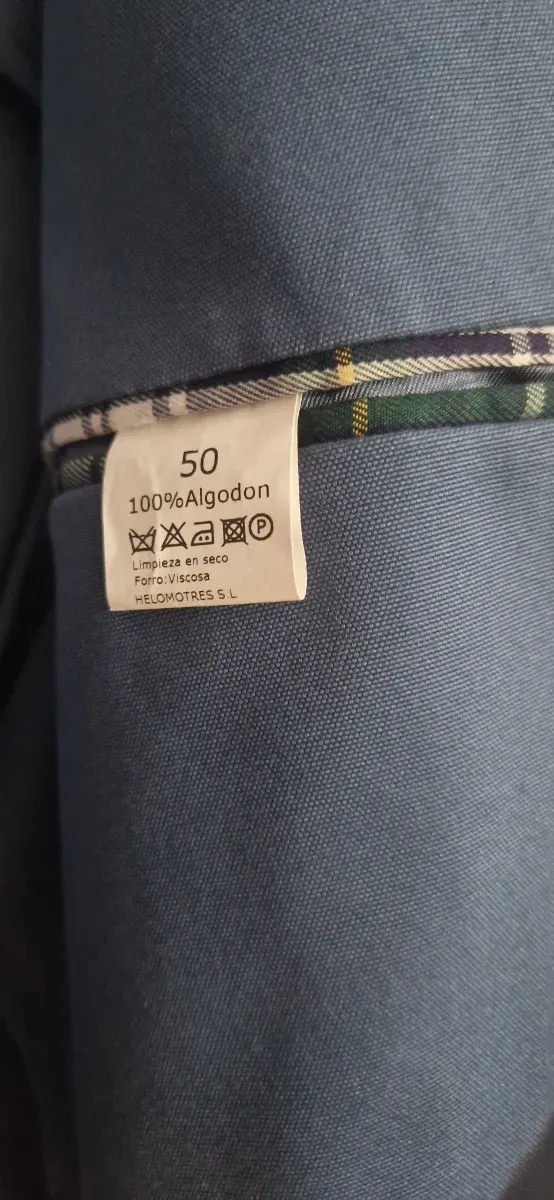 50
100%Algodon
P
Limpieza en seco
Forro:Viscosa
HELOMOTRES S.L